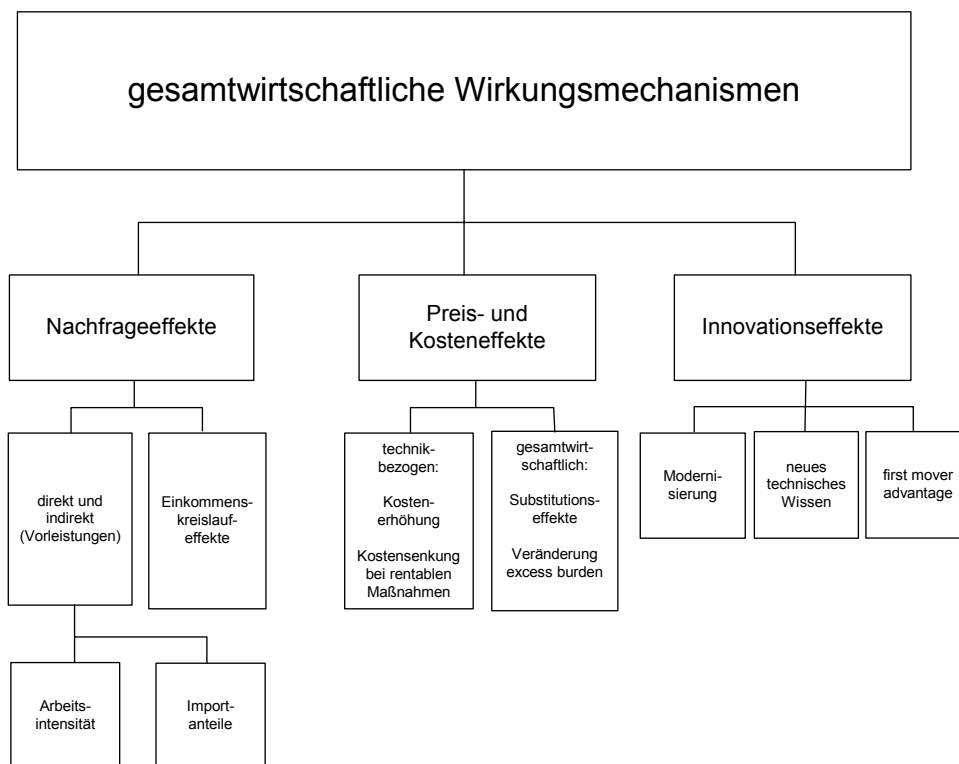 gesamtwirtschaftliche Wirkungsmechanismen
Nachfrageeffekte
Preis- und
Kosteneffekte
Innovationseffekte
direkt und
indirekt
(Vorleistungen)
Einkommens-
kreislauf-
effekte
technik-
bezogen:
Kosten-
erhöhung
Kostensenkung
bei rentablen
Maßnahmen
gesamtwirt-
schaftlich:
Substitutions-
effekte
Veränderung
excess burden
Moderni-
sierung
neues
technisches
Wissen
first mover
advantage
Arbeits-
intensität
Import-
anteile